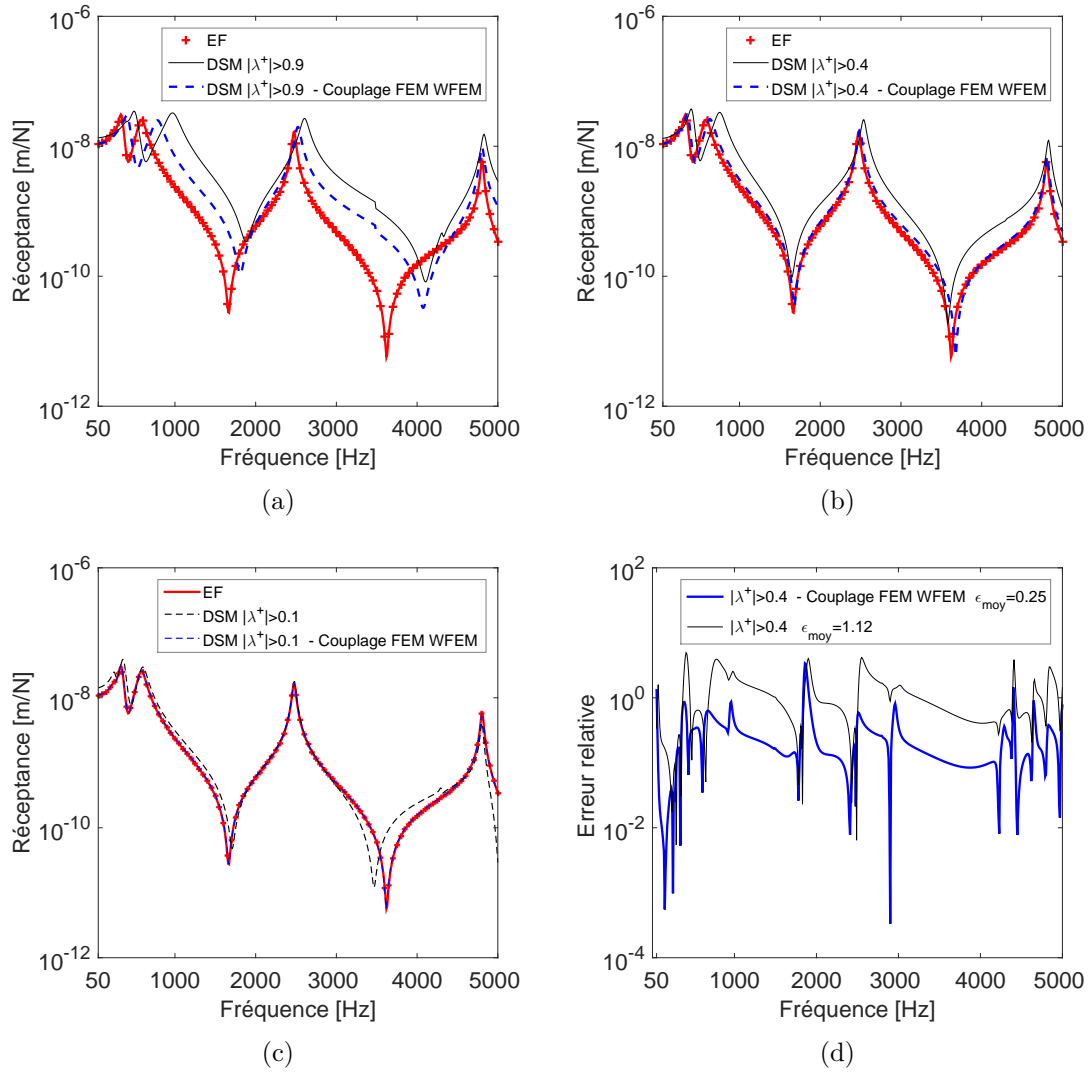 10^-6
10^-8
10^-10
10^-12
Réceptance [m/N]
EF
DSM |λ^+|>0.9
DSM |λ^+|>0.9 - Couplage FEM WFEM
50 1000 2000 3000 4000 5000
Fréquence [Hz]
(a)
10^-6
10^-8
10^-10
10^-12
Réceptance [m/N]
EF
DSM |λ^+|>0.4
DSM |λ^+|>0.4 - Couplage FEM WFEM
50 1000 2000 3000 4000 5000
Fréquence [Hz]
(b)
10^-6
10^-8
10^-10
10^-12
Réceptance [m/N]
EF
DSM |λ^+|>0.1
DSM |λ^+|>0.1 - Couplage FEM WFEM
50 1000 2000 3000 4000 5000
Fréquence [Hz]
(c)
10^2
10^0
10^-2
10^-4
Erreur relative
|λ^+|>0.4 - Couplage FEM WFEM ϵ_moy=0.25
|λ^+|>0.4 ϵ_moy=1.12
50 1000 2000 3000 4000 5000
Fréquence [Hz]
(d)